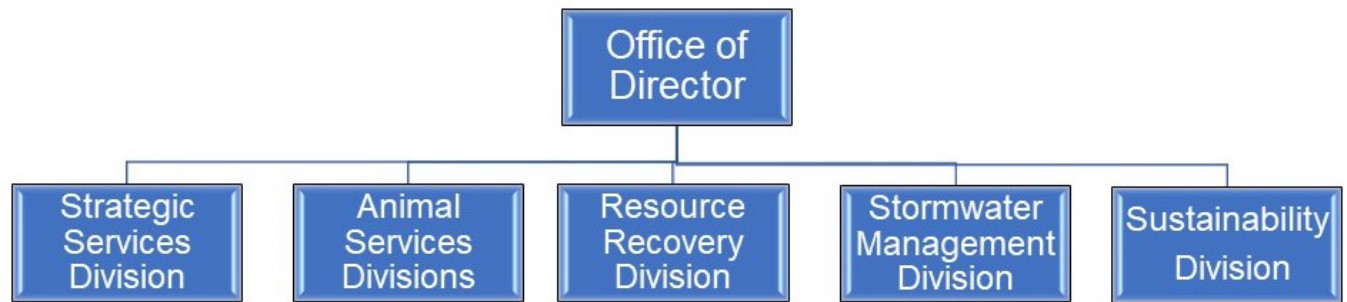 Office of
Director
Strategic
Services
Division
Animal
Services
Divisions
Resource
Recovery
Division
Stormwater
Management
Division
Sustainability
Division